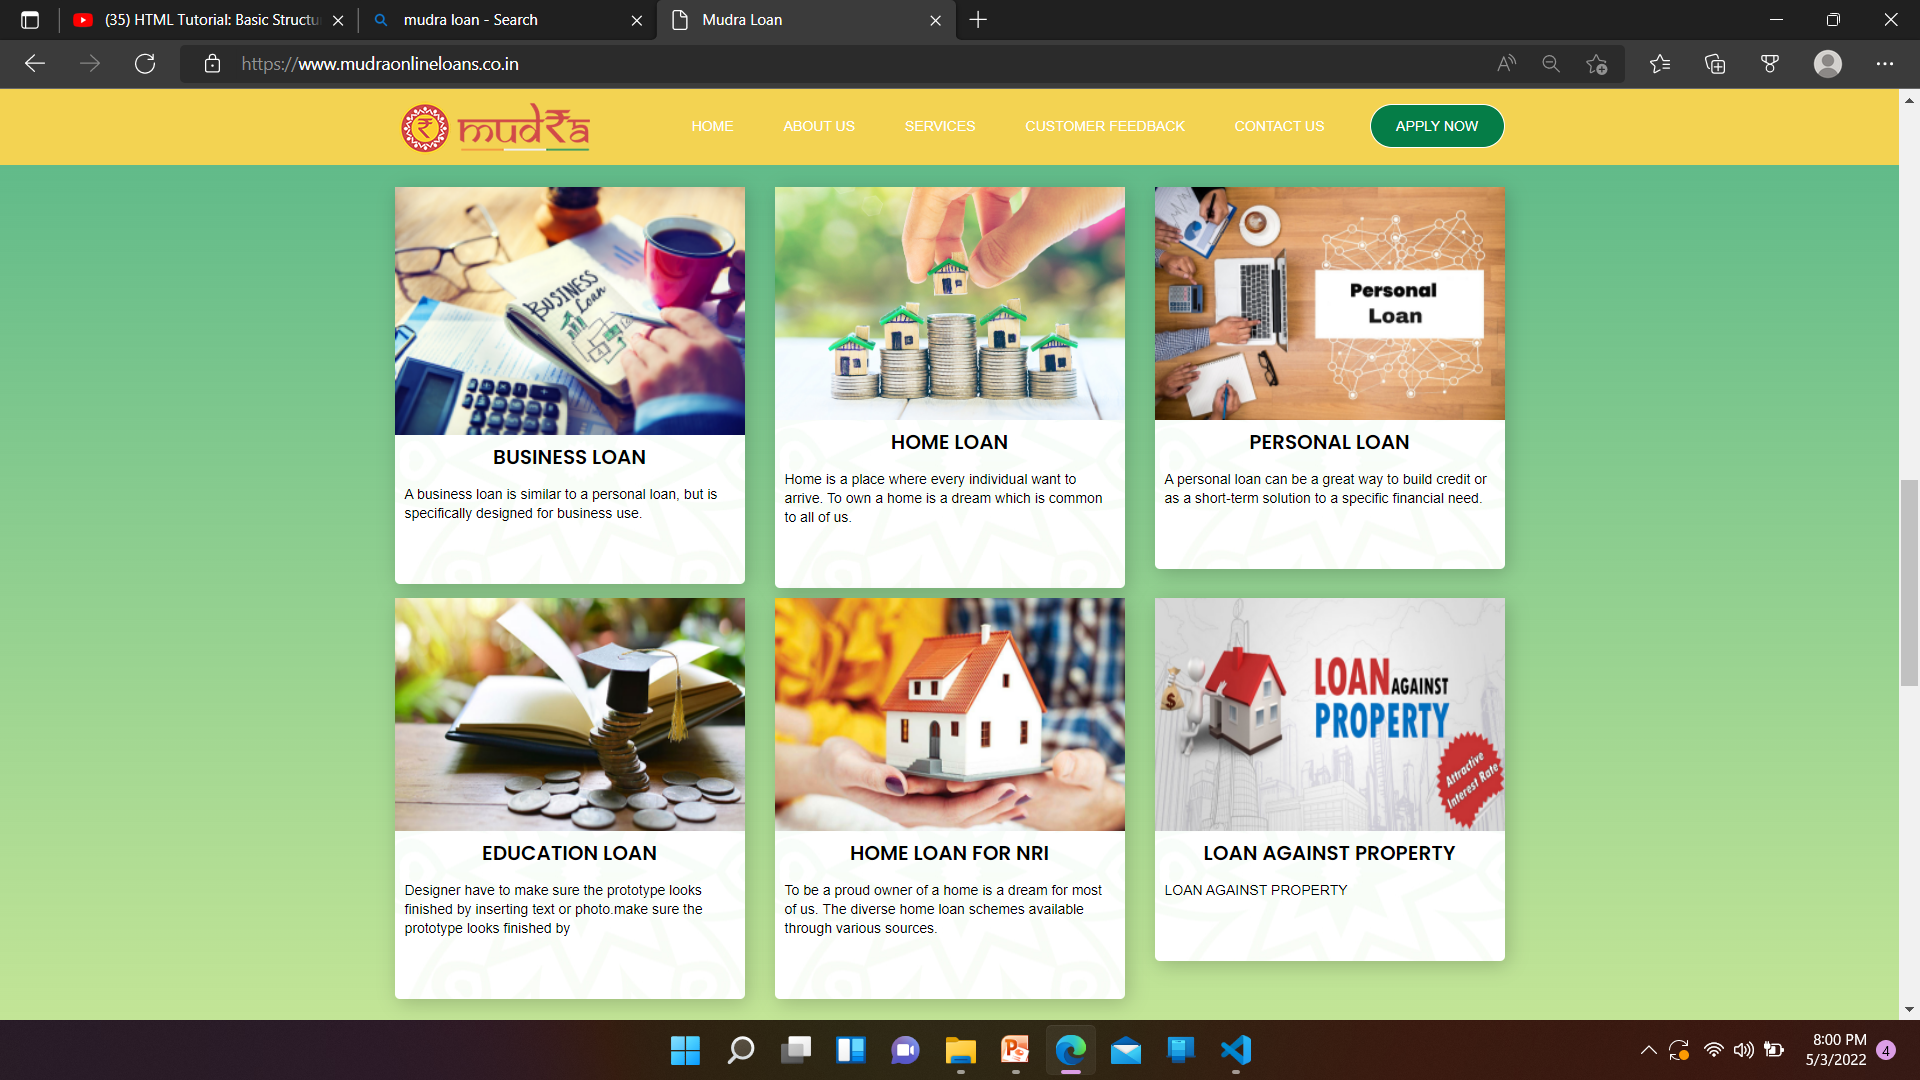 (35) HTML Tutorial: Basic Structu
mudra loan - Search
Mudra Loan
https://www.mudraonlineloans.co.in
mudRa
HOME
ABOUT US
SERVICES
CUSTOMER FEEDBACK
CONTACT US
APPLY NOW
BUSINESS
Loan
Personal
Loan
BUSINESS LOAN
A business loan is similar to a personal loan, but is
specifically designed for business use.
HOME LOAN
Home is a place where every individual want to
arrive. To own a home is a dream which is common
to all of us.
PERSONAL LOAN
A personal loan can be a great way to build credit or
as a short-term solution to a specific financial need.
LOAN AGAINST
PROPERTY
Attractive
Interest Rate
EDUCATION LOAN
Designer have to make sure the prototype looks
finished by inserting text or photo.make sure the
prototype looks finished by
HOME LOAN FOR NRI
To be a proud owner of a home is a dream for most
of us. The diverse home loan schemes available
through various sources.
LOAN AGAINST PROPERTY
LOAN AGAINST PROPERTY
8:00 PM
5/3/2022
4